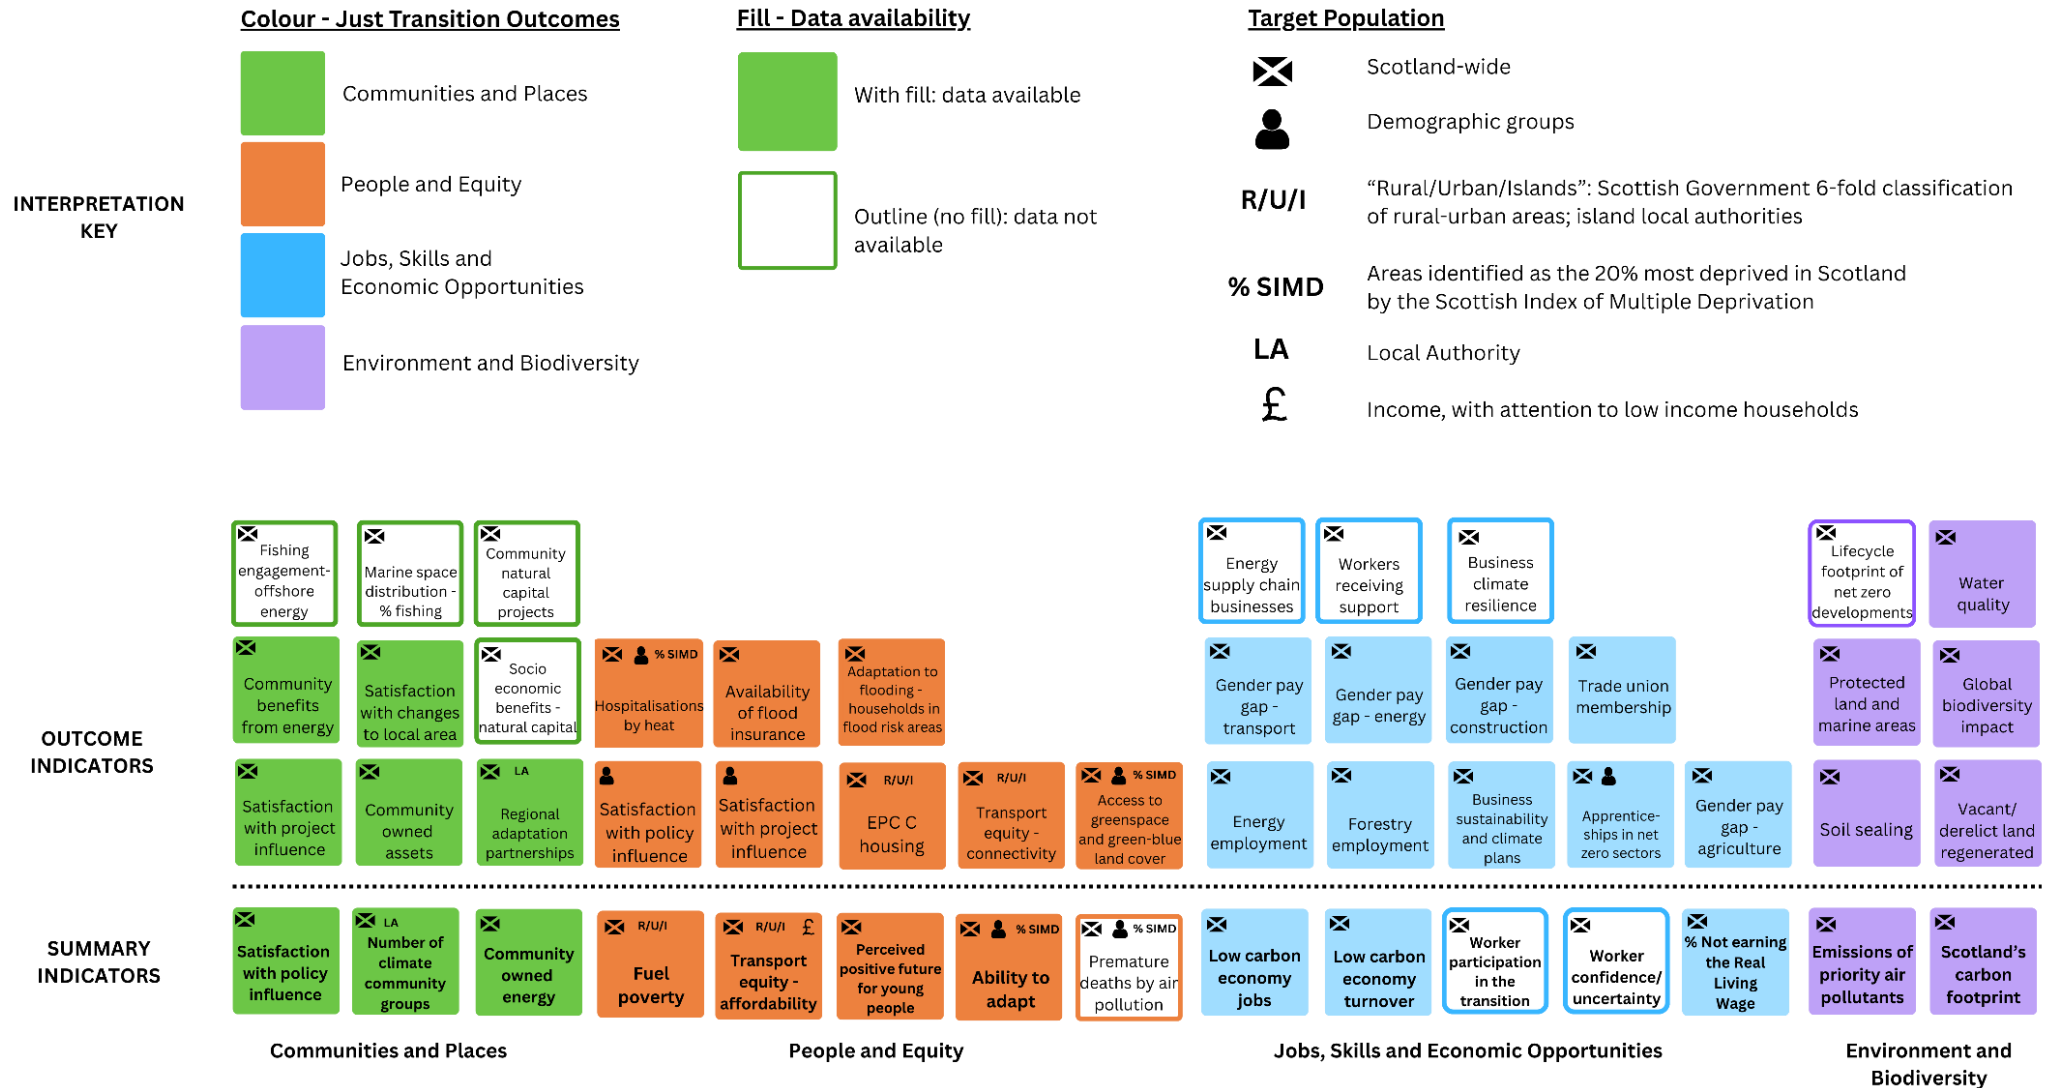 Colour - Just Transition Outcomes
Communities and Places
People and Equity
Jobs, Skills and
Economic Opportunities
Environment and Biodiversity
Fill - Data availability
With fill: data available
Outline (no fill): data not
available
Target Population
Scotland-wide
Demographic groups
R/U/I
“Rural/Urban/Islands”: Scottish Government 6-fold classification
of rural-urban areas; island local authorities
% SIMD
Areas identified as the 20% most deprived in Scotland
by the Scottish Index of Multiple Deprivation
LA
Local Authority
£
Income, with attention to low income households
INTERPRETATION
KEY
OUTCOME
INDICATORS
Fishing
engagement-
offshore
energy
Marine space
distribution -
% fishing
Community
natural
capital
projects
Energy
supply chain
businesses
Workers
receiving
support
Business
climate
resilience
Lifecycle
footprint of
net zero
developments
Water
quality
Community
benefits
from energy
Satisfaction
with changes
to local area
Socio
economic
benefits -
natural capital
% SIMD
Hospitalisations
by heat
Availability
of flood
insurance
Adaptation to
flooding -
households in
flood risk areas
Gender pay
gap -
transport
Gender pay
gap - energy
Gender pay
gap -
construction
Trade union
membership
Protected
land and
marine areas
Global
biodiversity
impact
Satisfaction
with project
influence
Community
owned
assets
LA
Regional
adaptation
partnerships
Satisfaction
with policy
influence
Satisfaction
with project
influence
R/U/I
EPC C
housing
R/U/I
Transport
equity -
connectivity
% SIMD
Access to
greenspace
and green-blue
land cover
Energy
employment
Forestry
employment
Business
sustainability
and climate
plans
Apprentice-
ships in net
zero sectors
Gender pay
gap -
agriculture
Soil sealing
Vacant/
derelict land
regenerated
SUMMARY
INDICATORS
Satisfaction
with policy
influence
LA
Number of
climate
community
groups
Community
owned
energy
R/U/I
Fuel
poverty
R/U/I £
Transport
equity -
affordability
Perceived
positive future
for young
people
% SIMD
Ability to
adapt
% SIMD
Premature
deaths by air
pollution
Low carbon
economy
jobs
Low carbon
economy
turnover
Worker
participation
in the
transition
Worker
confidence/
uncertainty
% Not earning
the Real
Living
Wage
Emissions of
priority air
pollutants
Scotland’s
carbon
footprint
Communities and Places
People and Equity
Jobs, Skills and Economic Opportunities
Environment and
Biodiversity